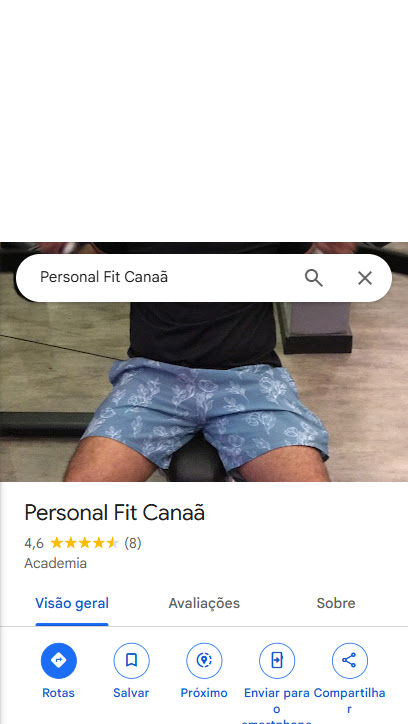 Personal Fit Canaã
Personal Fit Canaã
4,6 (8)
Academia
Visão geral Avaliações Sobre
Rotas Salvar Próximo Enviar para o smartphone Compartilhar